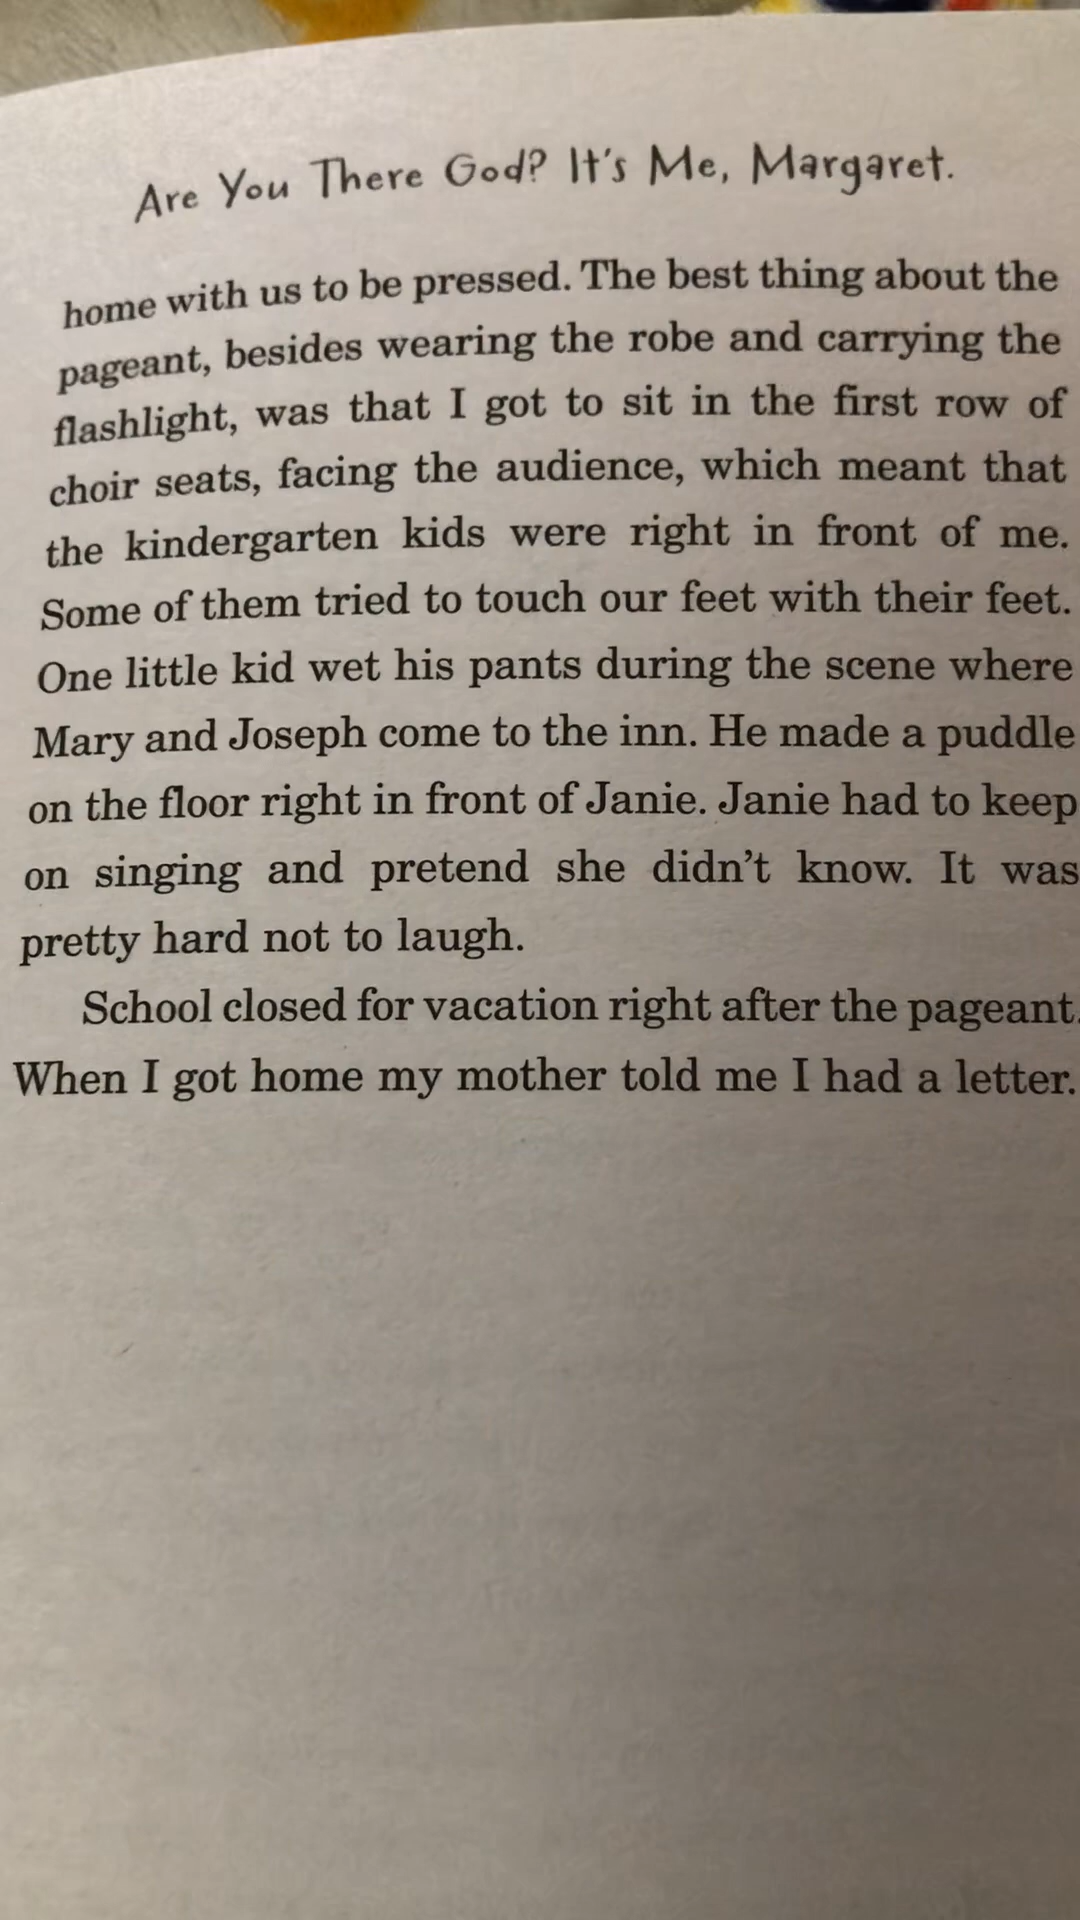 Are You There God? It's Me, Margaret.
home with us to be pressed. The best thing about the
pageant, besides wearing the robe and carrying the
flashlight, was that I got to sit in the first row of
choir seats, facing the audience, which meant that
the kindergarten kids were right in front of me.
Some of them tried to touch our feet with their feet.
One little kid wet his pants during the scene where
Mary and Joseph come to the inn. He made a puddle
on the floor right in front of Janie. Janie had to keep
on singing and pretend she didn't know. It was
pretty hard not to laugh.
School closed for vacation right after the pageant.
When I got home my mother told me I had a letter.